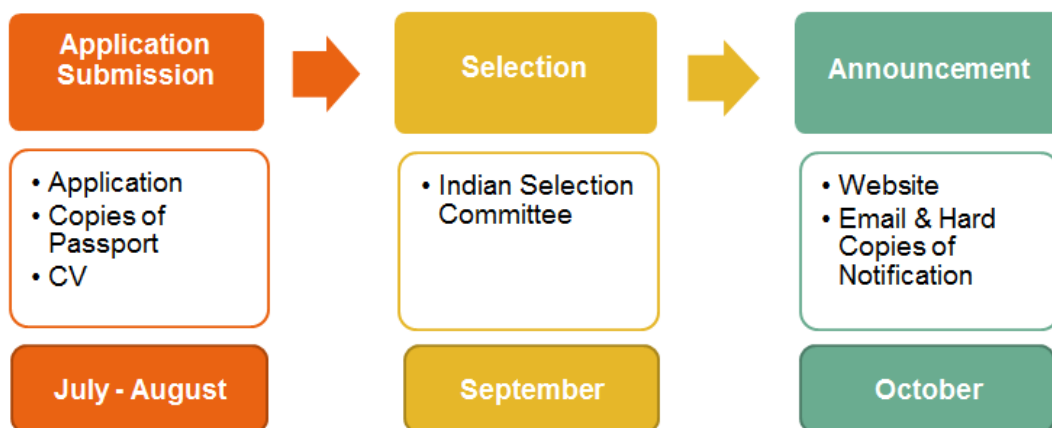 Application
Submission
Selection
Announcement
• Application
• Copies of
Passport
• CV
• Indian Selection
Committee
• Website
• Email & Hard
Copies of
Notification
July - August
September
October